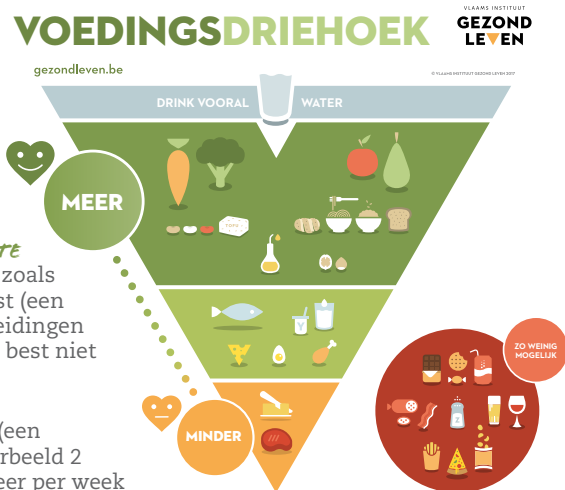 VOEDINGSDRIEHOEK
VLAAMS INSTITUUT
GEZOND
LEVEN
gezondleven.be
© VLAAMS INSTITUUT GEZOND LEVEN 2017
DRINK VOORAL WATER
MEER
TOFU
TE
zoals
st (een
eidingen
best niet
ZO WEINIG
MOGELIJK
(een
rbeeld 2
MINDER
eer per week